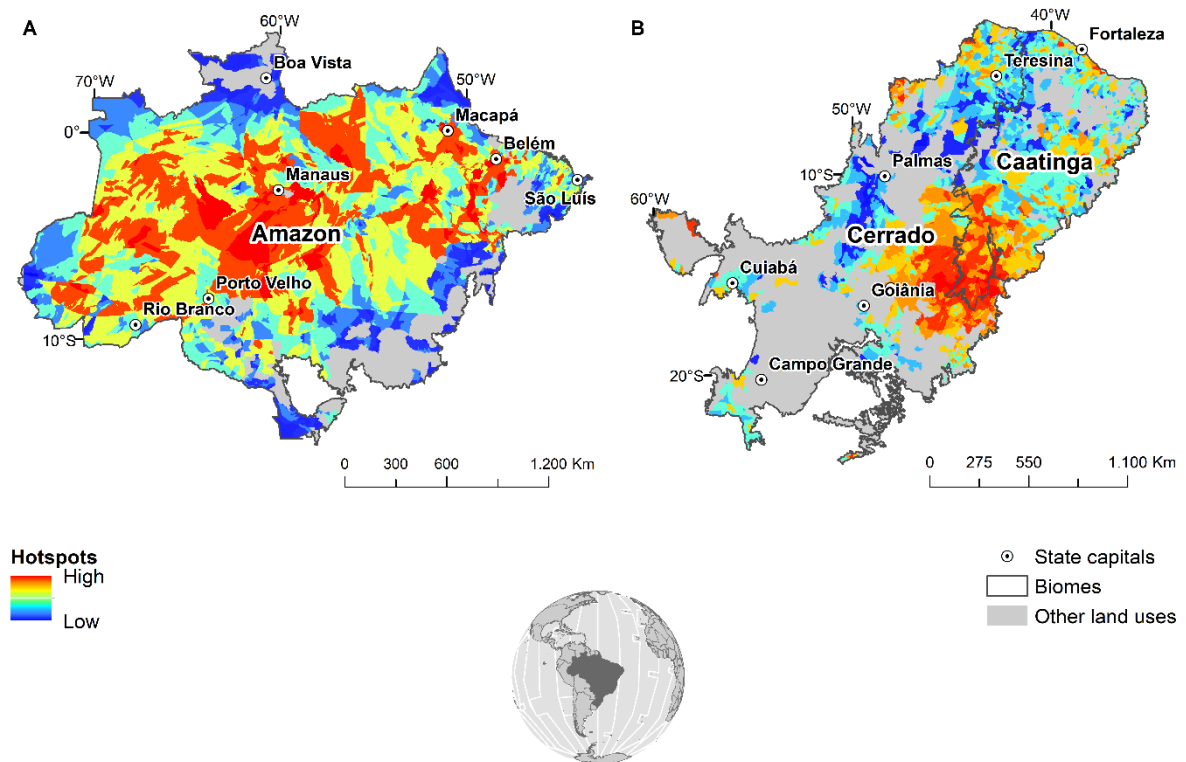 A
60°W
Boa Vista
70°W
50°W
Macapá
0°
Belém
Manaus
São Luís
Amazon
Porto Velho
Rio Branco
10°S
0 300 600 1.200 Km
B
40°W
Fortaleza
Teresina
50°W
Palmas
Caatinga
10°S
60°W
Cerrado
Cuiabá
Goiânia
Campo Grande
20°S
0 275 550 1.100 Km
Hotspots
High
Low
State capitals
Biomes
Other land uses